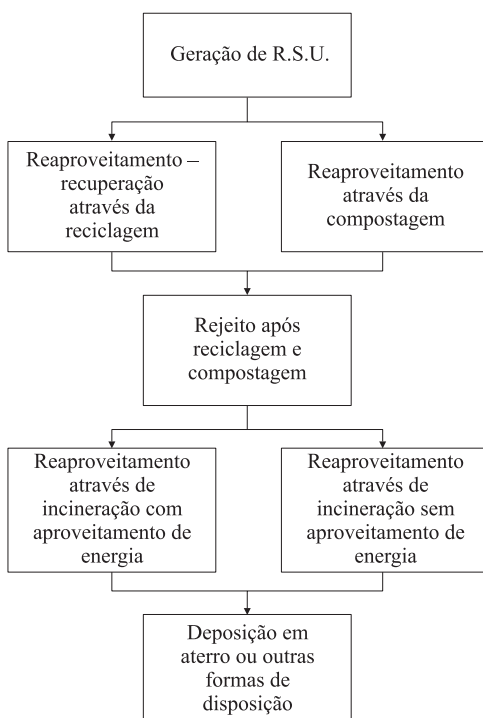 Geração de R.S.U.
Reaproveitamento –
recuperação
através da
reciclagem
Reaproveitamento
através da
compostagem
Rejeito após
reciclagem e
compostagem
Reaproveitamento
através de
incineração com
aproveitamento de
energia
Reaproveitamento
através de
incineração sem
aproveitamento de
energia
Deposição em
aterro ou outras
formas de
disposição